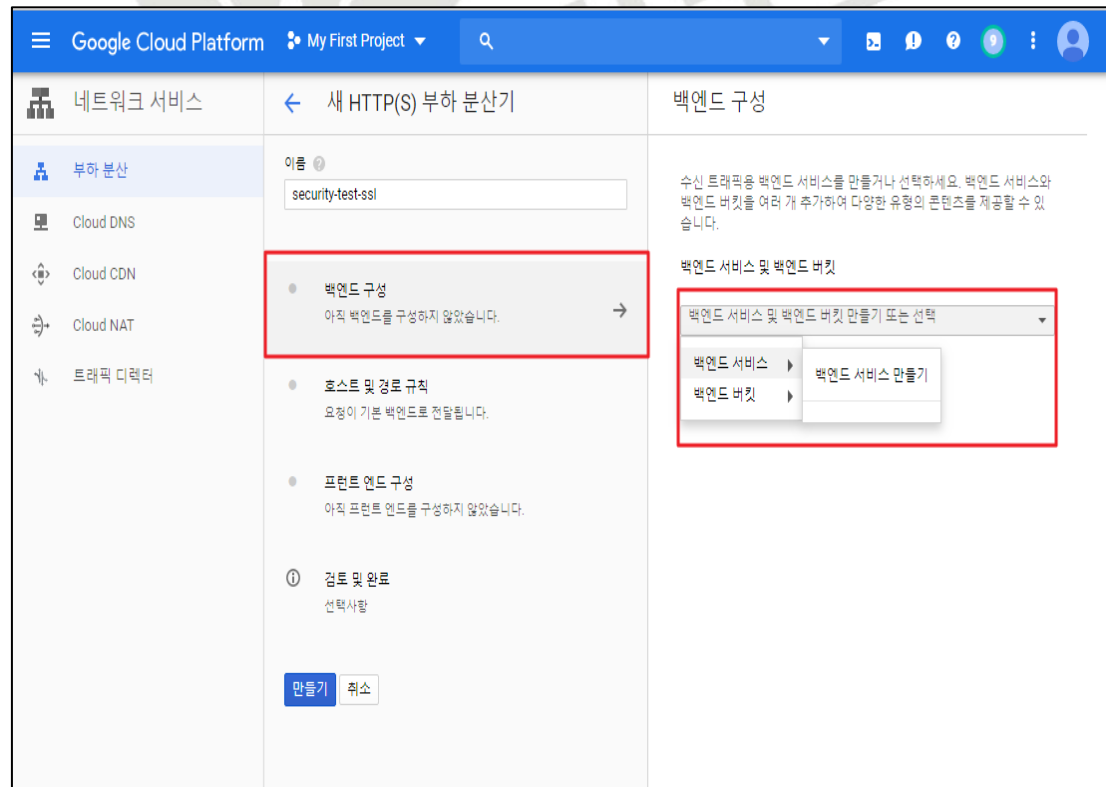 Google Cloud Platform
My First Project
9
네트워크 서비스
부하 분산
Cloud DNS
Cloud CDN
Cloud NAT
트래픽 디렉터
새 HTTP(S) 부하 분산기
이름
security-test-ssl
백엔드 구성
아직 백엔드를 구성하지 않았습니다.
호스트 및 경로 규칙
요청이 기본 백엔드로 전달됩니다.
프런트 엔드 구성
아직 프런트 엔드를 구성하지 않았습니다.
검토 및 완료
선택사항
만들기
취소
백엔드 구성
수신 트래픽용 백엔드 서비스를 만들거나 선택하세요. 백엔드 서비스와
백엔드 버킷을 여러 개 추가하여 다양한 유형의 콘텐츠를 제공할 수 있
습니다.
백엔드 서비스 및 백엔드 버킷
백엔드 서비스 및 백엔드 버킷 만들기 또는 선택
백엔드 서비스
백엔드 서비스 만들기
백엔드 버킷